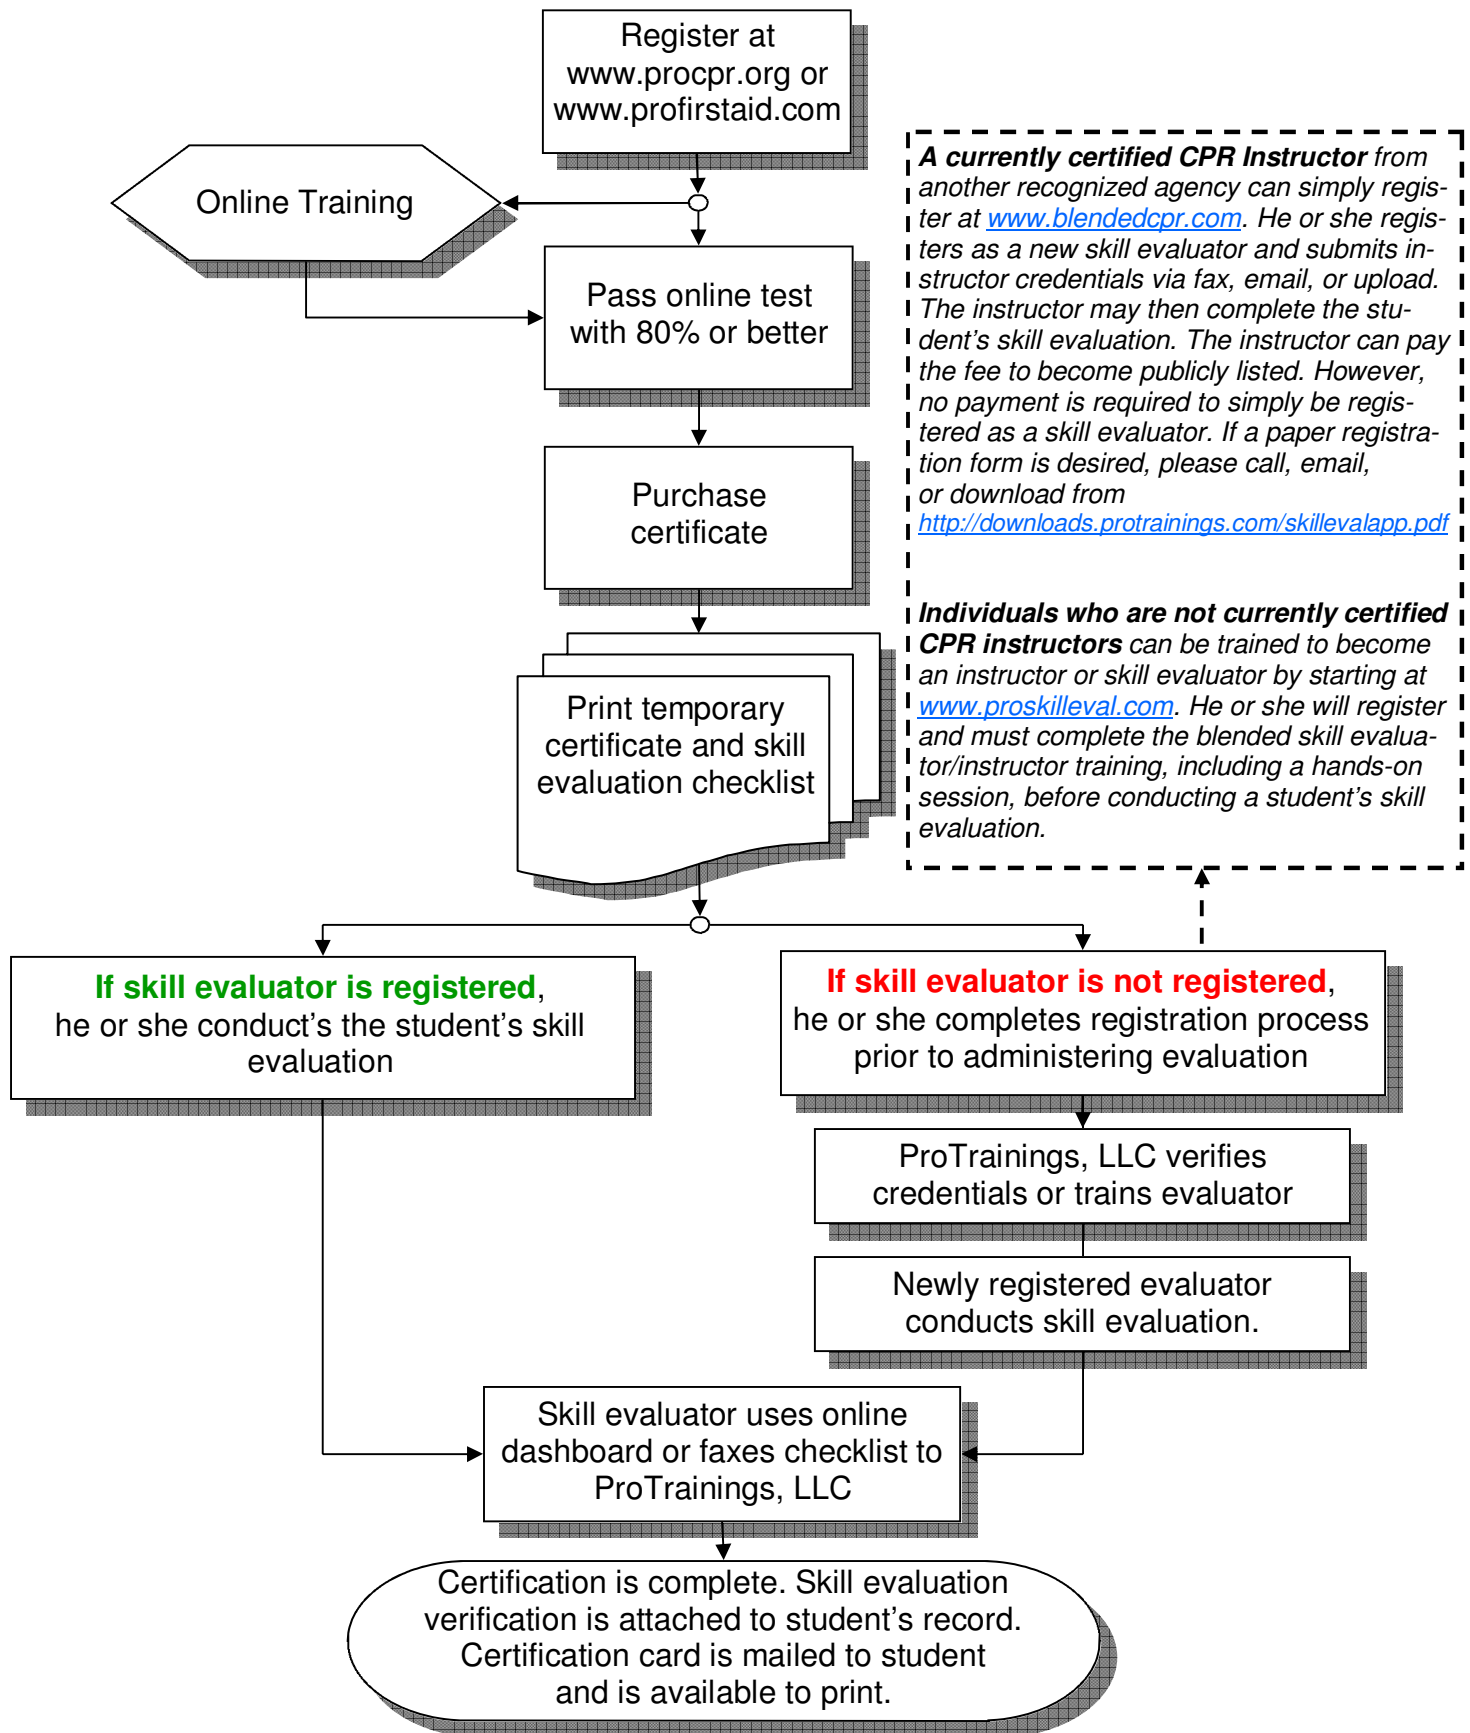 Register at
www.procpr.org or
www.profirstaid.com
Online Training
Pass online test
with 80% or better
Purchase
certificate
Print temporary
certificate and skill
evaluation checklist
A currently certified CPR Instructor from
another recognized agency can simply regis-
ter at www.blendedcpr.com. He or she regis-
ters as a new skill evaluator and submits in-
structor credentials via fax, email, or upload.
The instructor may then complete the stu-
dent's skill evaluation. The instructor can pay
the fee to become publicly listed. However,
no payment is required to simply be regis-
tered as a skill evaluator. If a paper registra-
tion form is desired, please call, email,
or download from
http://downloads.protrainings.com/skillevalapp.pdf
Individuals who are not currently certified
CPR instructors can be trained to become
an instructor or skill evaluator by starting at
www.proskilleval.com. He or she will register
and must complete the blended skill evalua-
tor/instructor training, including a hands-on
session, before conducting a student's skill
evaluation.
If skill evaluator is registered,
he or she conduct's the student's skill
evaluation
If skill evaluator is not registered,
he or she completes registration process
prior to administering evaluation
ProTrainings, LLC verifies
credentials or trains evaluator
Newly registered evaluator
conducts skill evaluation.
Skill evaluator uses online
dashboard or faxes checklist to
ProTrainings, LLC
Certification is complete. Skill evaluation
verification is attached to student's record.
Certification card is mailed to student
and is available to print.